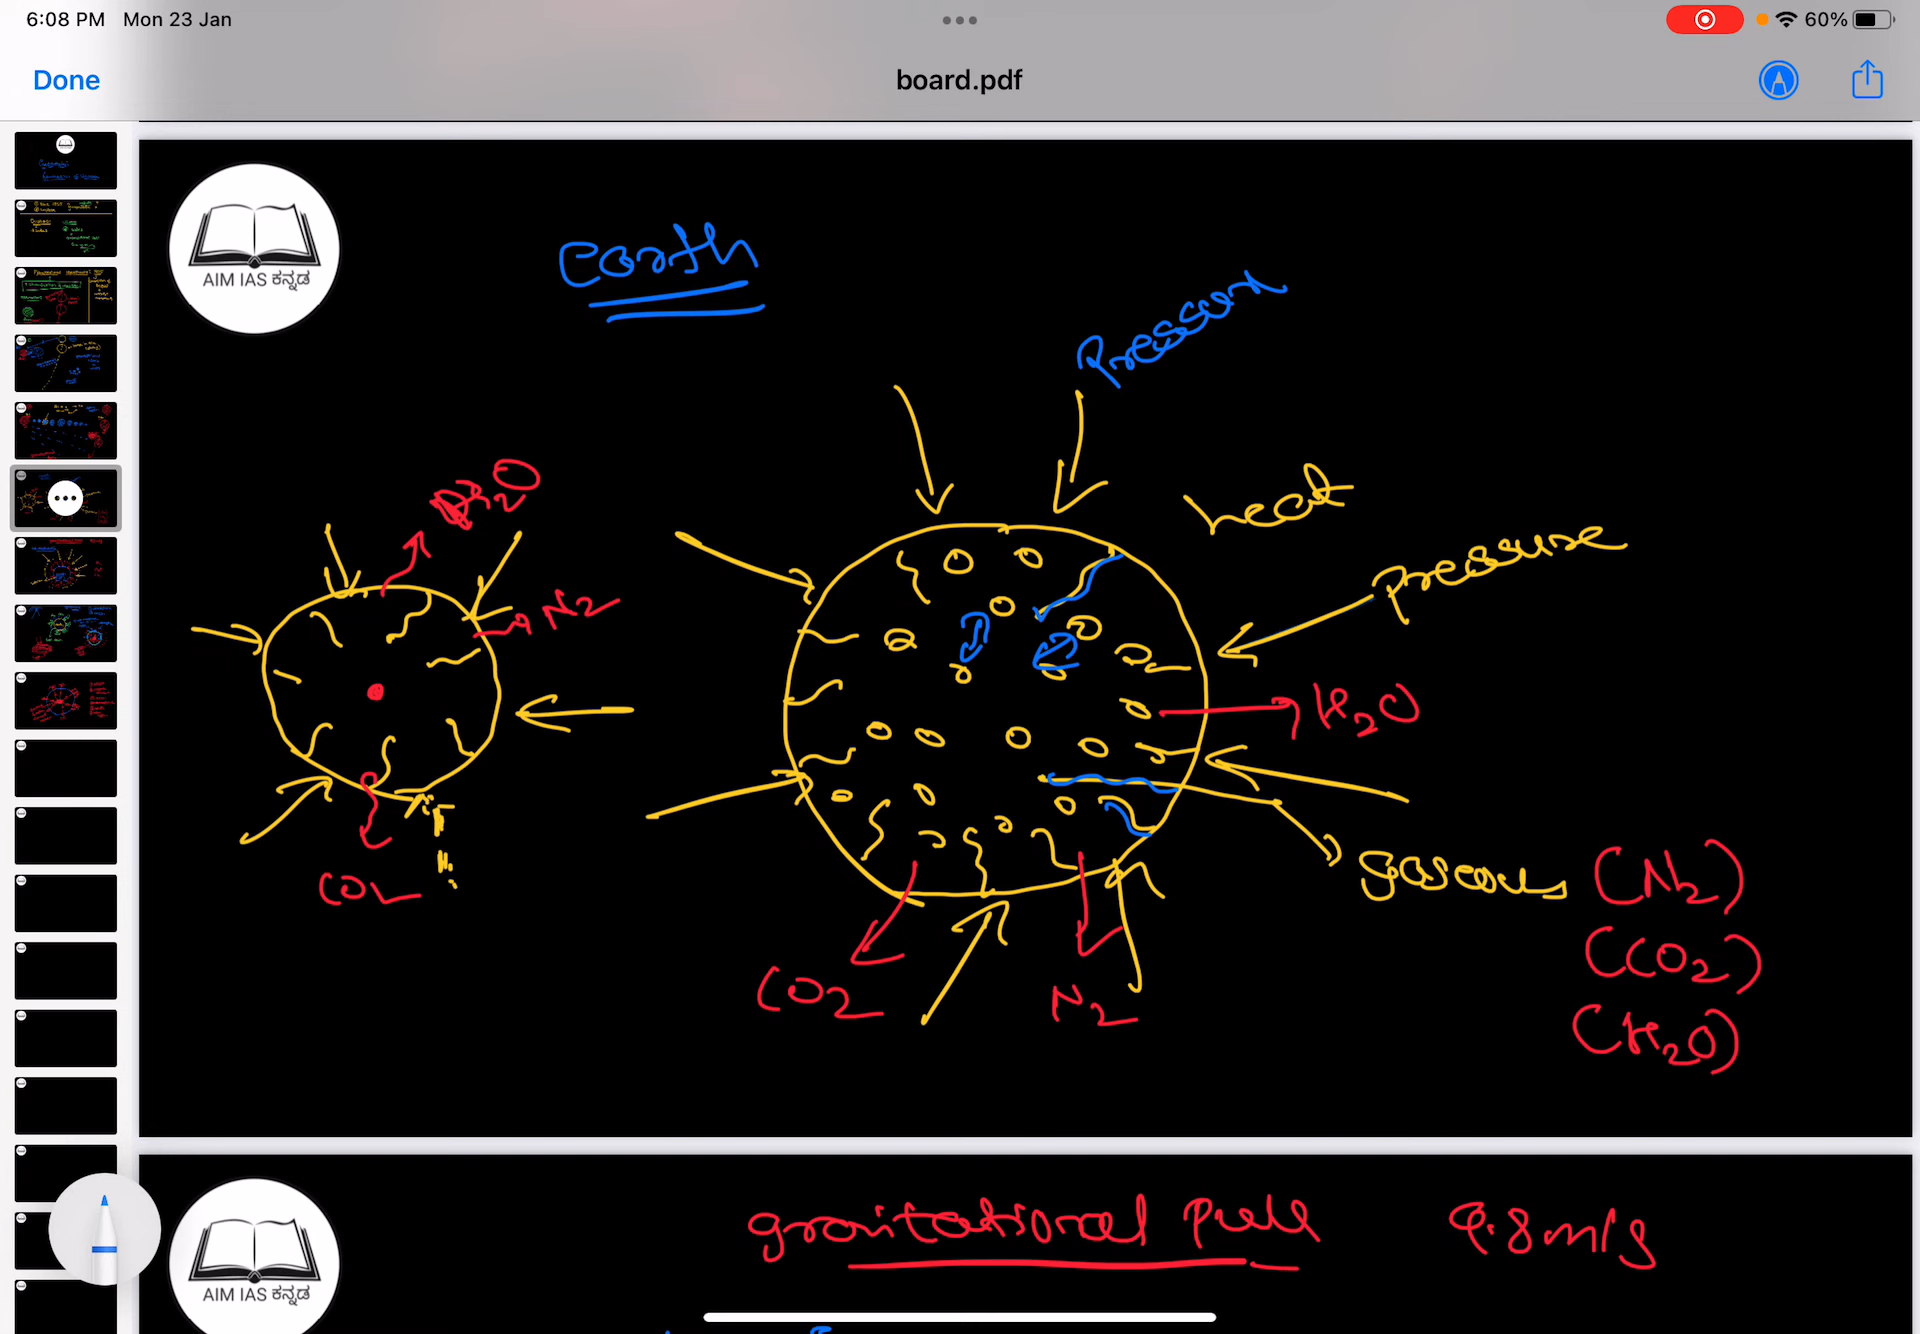 6:08 PM Mon 23 Jan
60%
Done
board.pdf
AIM IAS ಕನ್ನಡ
Earth
Pressure
Heat
Pressure
H2O
N2
CO2
H2O
gaseous (N2)
(CO2)
(H2O)
CO2
N2
gravitational pull 9.8m/s
AIM IAS ಕನ್ನಡ